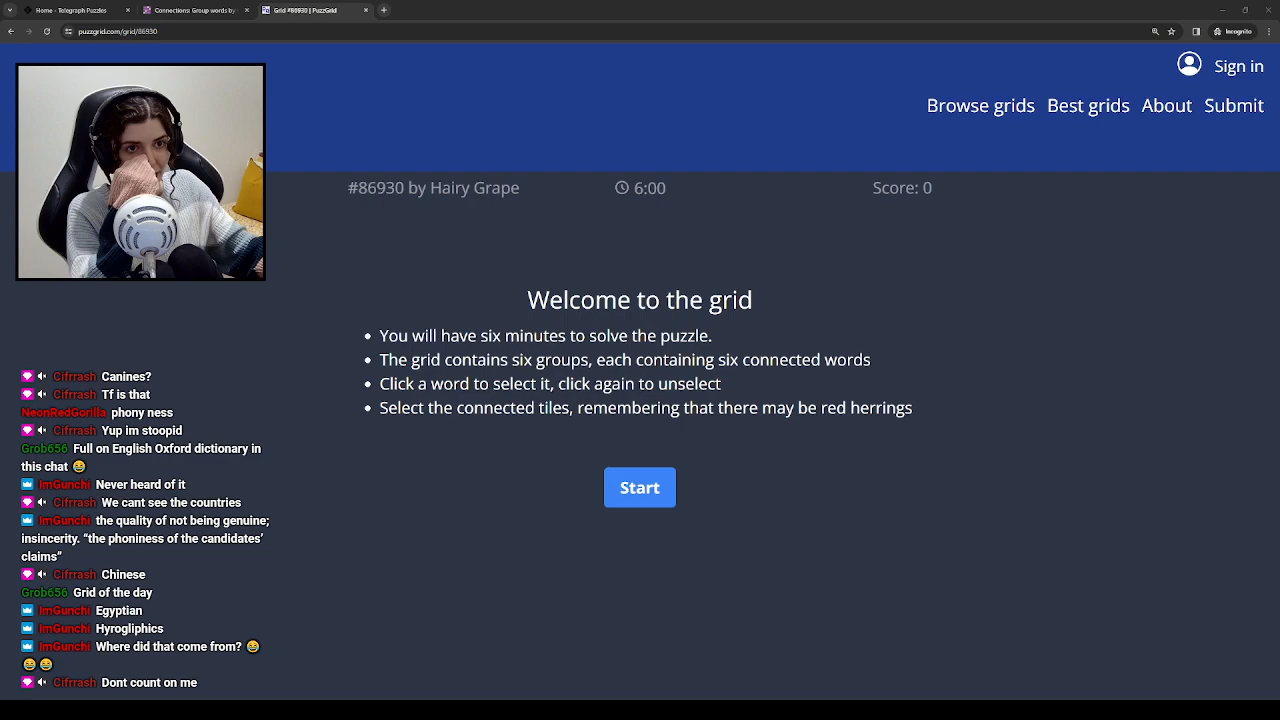 Home - Telegraph Puzzles
Connections: Group words by
Grid #86930 | PuzzGrid
puzzgrid.com/grid/86930
Incognito
Sign in
Browse grids Best grids About Submit
#86930 by Hairy Grape
6:00
Score: 0
Welcome to the grid
• You will have six minutes to solve the puzzle.
• The grid contains six groups, each containing six connected words
• Click a word to select it, click again to unselect
• Select the connected tiles, remembering that there may be red herrings
Start
Cifrrash Canines?
Cifrrash Tf is that
NeonRedGorilla phony ness
Cifrrash Yup im stoopid
Grob656 Full on English Oxford dictionary in
this chat 😂
ImGunchi Never heard of it
Cifrrash We cant see the countries
ImGunchi the quality of not being genuine;
insincerity. “the phoniness of the candidates’
claims”
Cifrrash Chinese
Grob656 Grid of the day
ImGunchi Egyptian
ImGunchi Hyrogliphics
ImGunchi Where did that come from? 😂
😂😂
Cifrrash Dont count on me